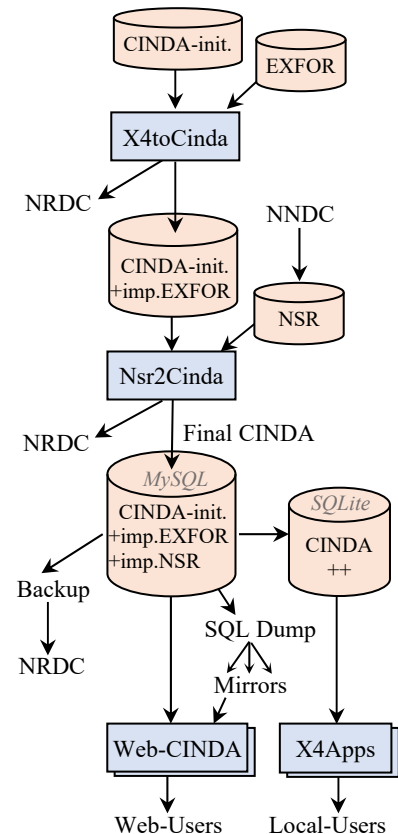 CINDA-init.
EXFOR
X4toCinda
NRDC
NNDC
CINDA-init.
+imp.EXFOR
NSR
Nsr2Cinda
NRDC
Final CINDA
MySQL
CINDA-init.
+imp.EXFOR
+imp.NSR
SQLite
CINDA
++
Backup
SQL Dump
NRDC
Mirrors
Web-CINDA
X4Apps
Web-Users
Local-Users